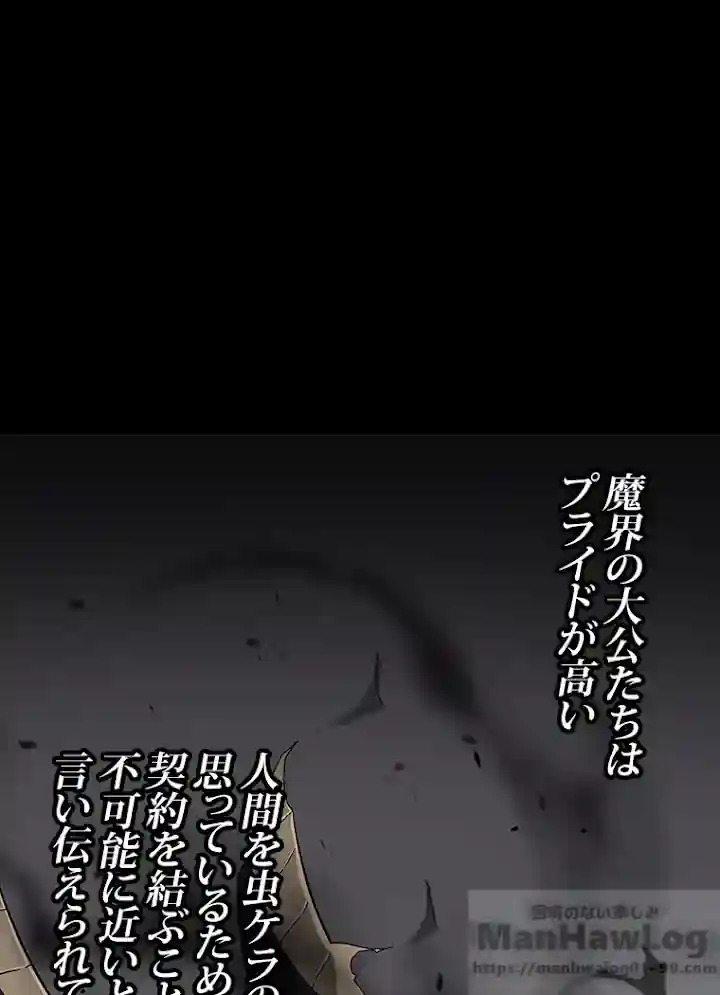 魔界の大公たちは
プライドが高い
人間を虫ケラの
思っているため
契約を結ぶこと
不可能に近いと
言い伝えられて
ManHawLog